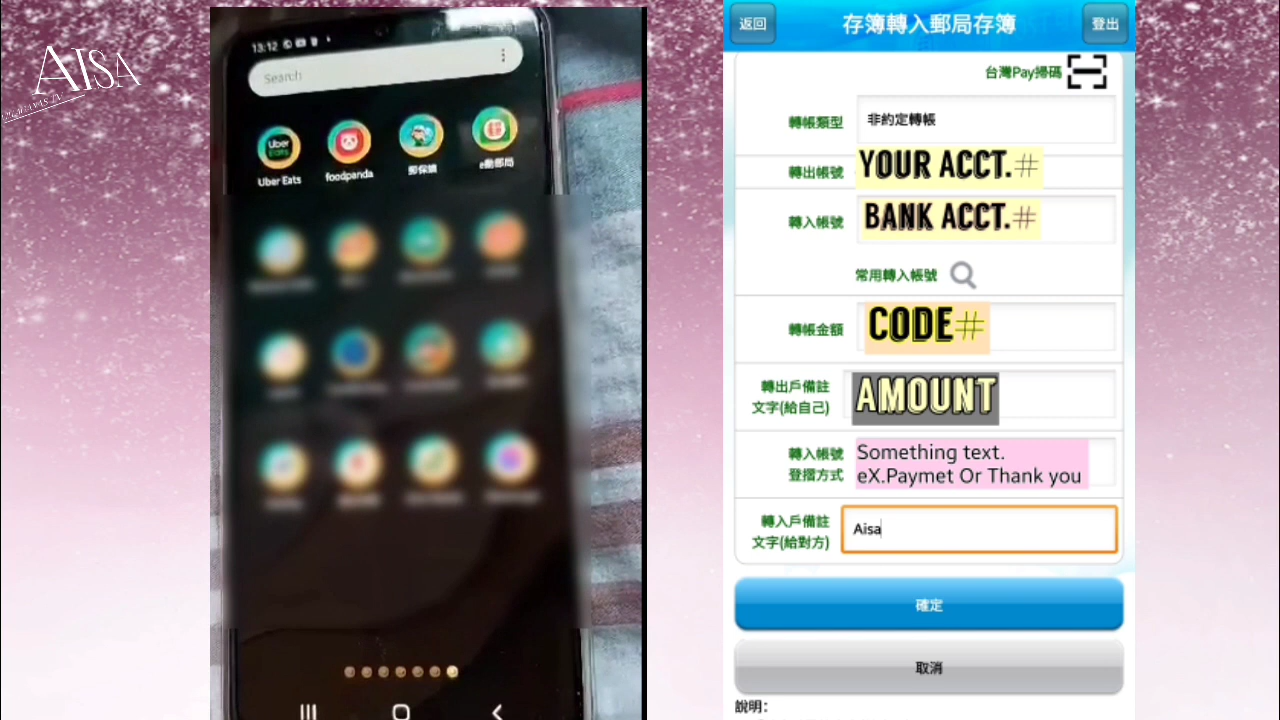 AISA
13:12
Search
Uber
Eats
Uber Eats
foodpanda
郵保鑣
e動郵局
返回
存簿轉入郵局存簿
登出
台灣Pay掃碼
轉帳類型
非約定轉帳
轉出帳號
YOUR ACCT.#
轉入帳號
BANK ACCT.#
常用轉入帳號
轉帳金額
CODE#
轉出戶備註
文字(給自己)
AMOUNT
轉入帳號
登摺方式
Something text.
eX.Paymet Or Thank you
轉入戶備註
文字(給對方)
Aisa
確定
取消
說明: